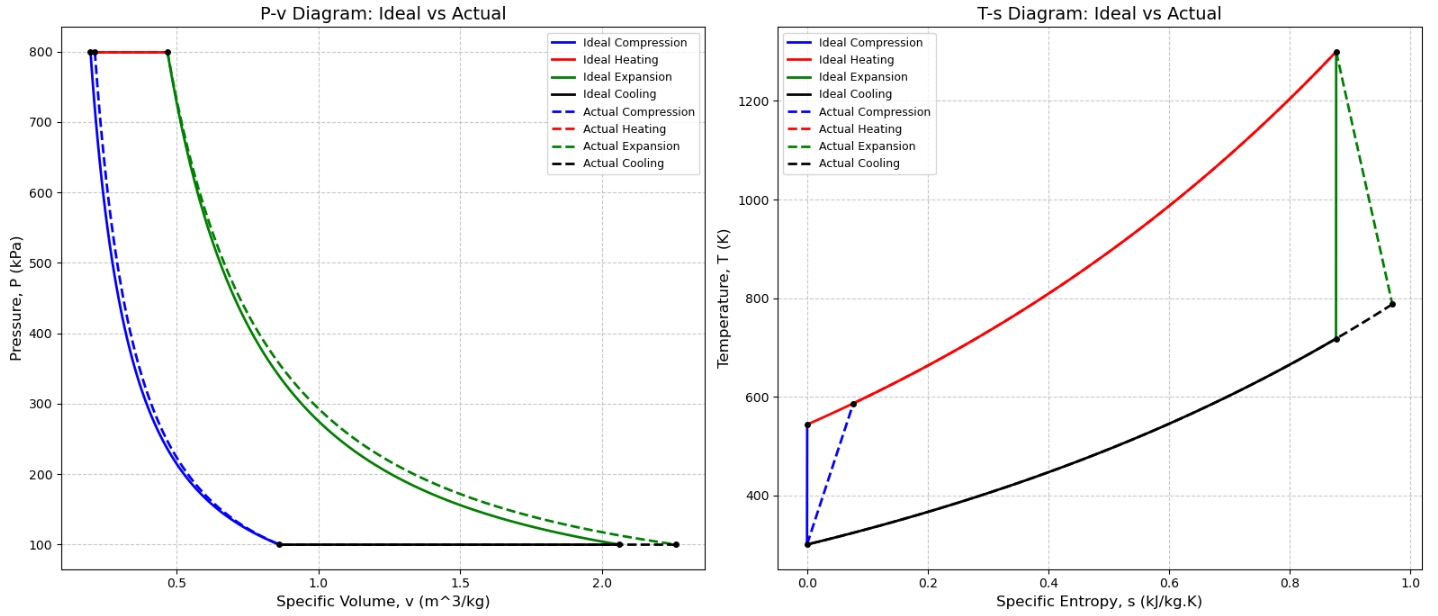 P-v Diagram: Ideal vs Actual
Pressure, P (kPa)
800
700
600
500
400
300
200
100
0.5
1.0
1.5
2.0
Specific Volume, v (m^3/kg)
Ideal Compression
Ideal Heating
Ideal Expansion
Ideal Cooling
Actual Compression
Actual Heating
Actual Expansion
Actual Cooling
T-s Diagram: Ideal vs Actual
Temperature, T (K)
1200
1000
800
600
400
0.0
0.2
0.4
0.6
0.8
1.0
Specific Entropy, s (kJ/kg.K)
Ideal Compression
Ideal Heating
Ideal Expansion
Ideal Cooling
Actual Compression
Actual Heating
Actual Expansion
Actual Cooling